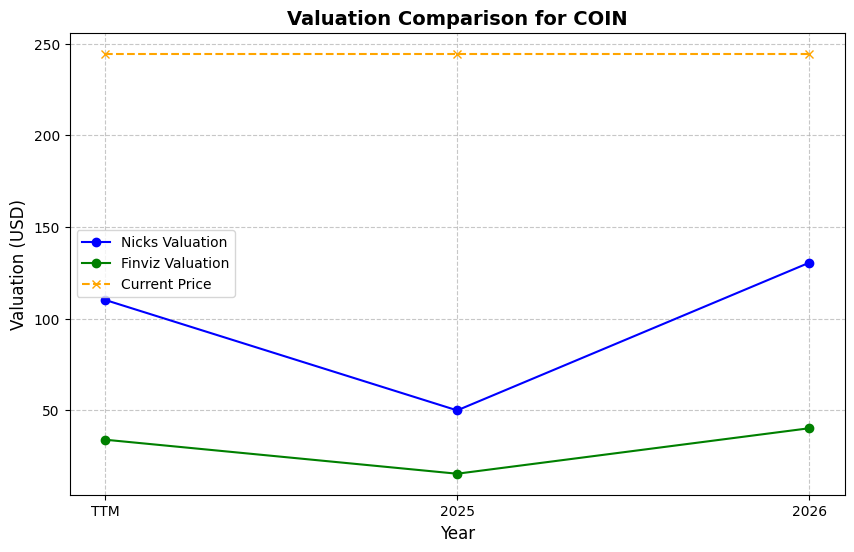 Valuation Comparison for COIN
250
200
150
100
50
Valuation (USD)
Nicks Valuation
Finviz Valuation
Current Price
TTM
2025
2026
Year